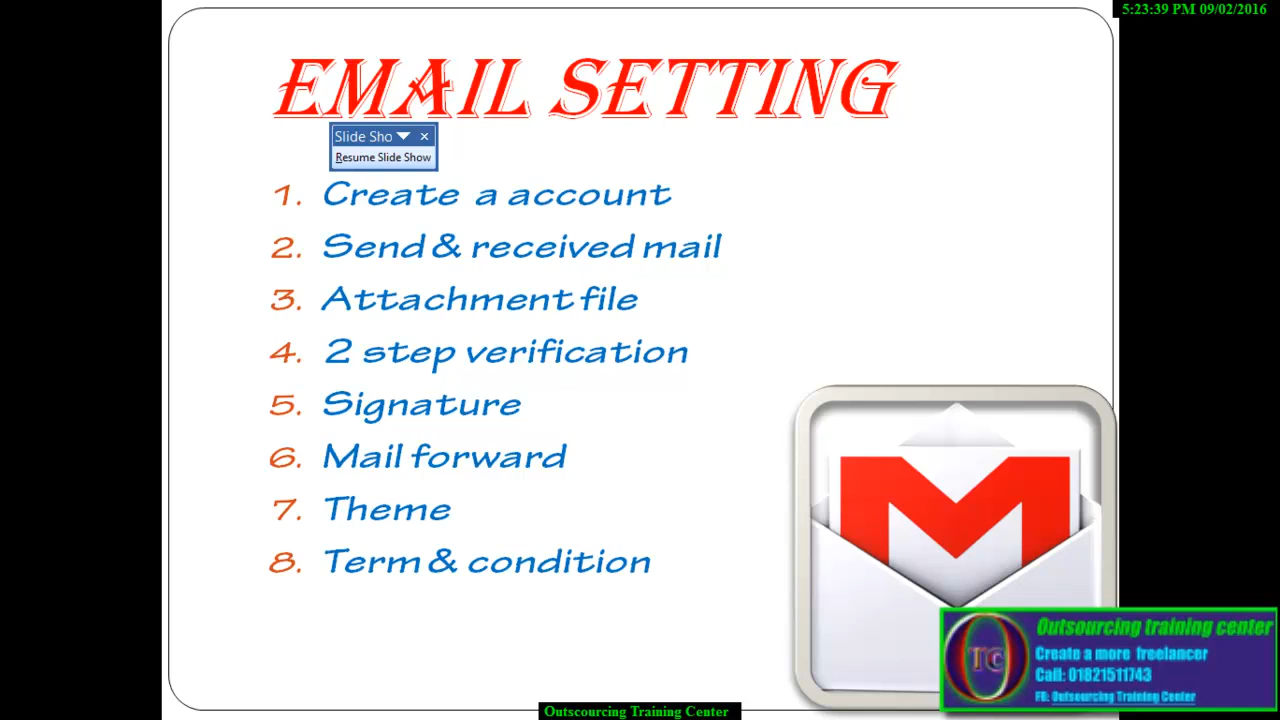 5:23:39 PM 09/02/2016
EMAIL SETTING
Slide Sho
Resume Slide Show
1. Create a account
2. Send & received mail
3. Attachment file
4. 2 step verification
5. Signature
6. Mail forward
7. Theme
8. Term & condition
M
OTC
Outsourcing training center
Create a more freelancer
Call: 01821511743
FB: Outsourcing Training Center
Outscourcing Training Center